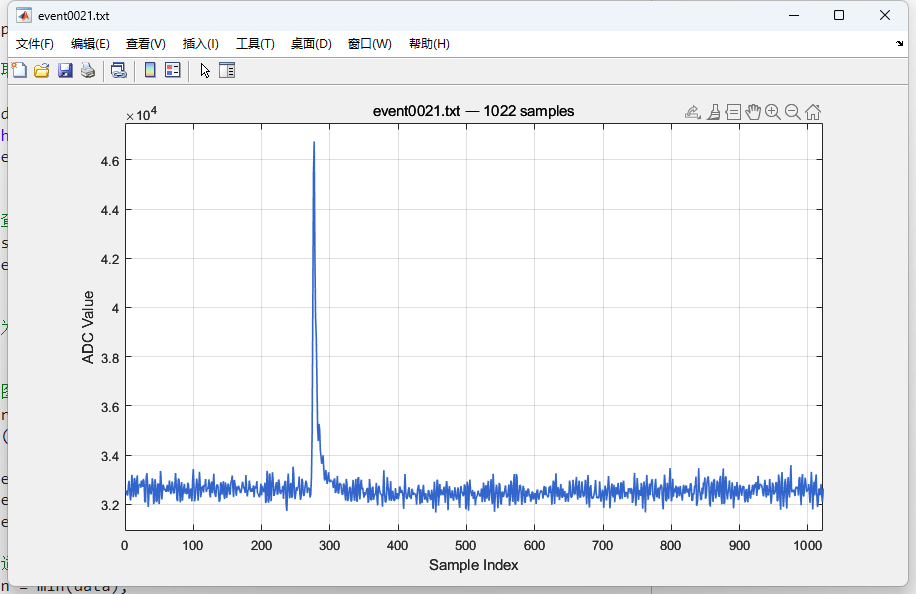 event0021.txt
文件(F) 编辑(E) 查看(V) 插入(I) 工具(T) 桌面(D) 窗口(W) 帮助(H)
event0021.txt — 1022 samples
×10⁴
4.6
4.4
4.2
4
3.8
3.6
3.4
3.2
ADC Value
0 100 200 300 400 500 600 700 800 900 1000
Sample Index
n = min(data);